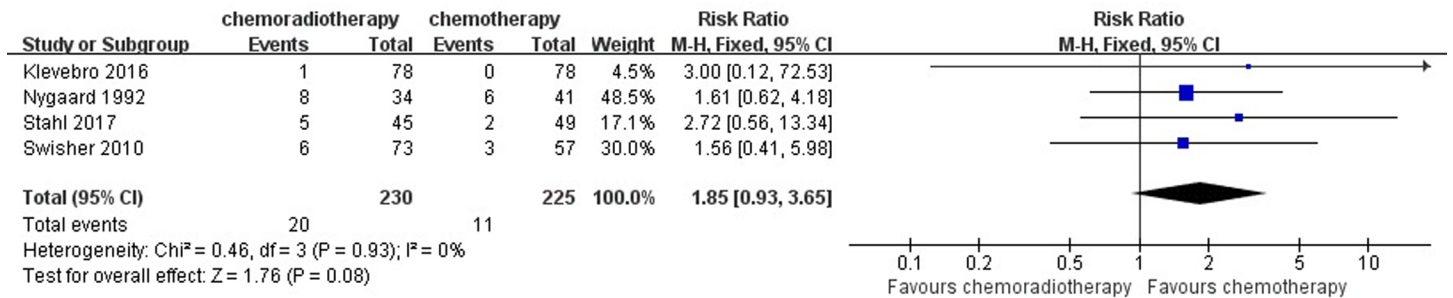 chemoradiotherapy chemotherapy Risk Ratio Risk Ratio
Study or Subgroup Events Total Events Total Weight M-H, Fixed, 95% CI M-H, Fixed, 95% CI
Klevebro 2016 1 78 0 78 4.5% 3.00 [0.12, 72.53]
Nygaard 1992 8 34 6 41 48.5% 1.61 [0.62, 4.18]
Stahl 2017 5 45 2 49 17.1% 2.72 [0.56, 13.34]
Swisher 2010 6 73 3 57 30.0% 1.56 [0.41, 5.98]
Total (95% CI) 230 225 100.0% 1.85 [0.93, 3.65]
Total events 20 11
Heterogeneity: Chi² = 0.46, df = 3 (P = 0.93); I² = 0%
Test for overall effect: Z = 1.76 (P = 0.08)
0.1 0.2 0.5 1 2 5 10
Favours chemoradiotherapy Favours chemotherapy